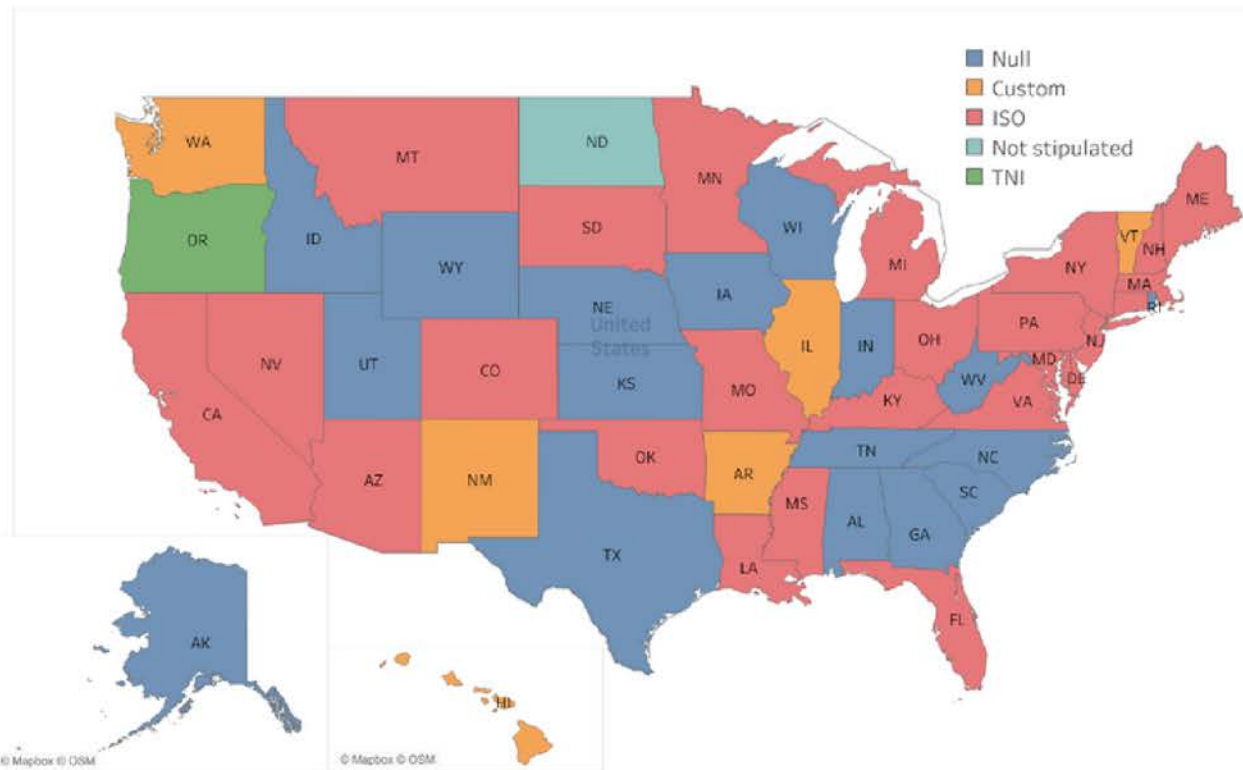 Null
Custom
ISO
Not stipulated
TNI
WA
MT
ND
MN
ME
OR
ID
SD
WI
VT
NH
WY
MI
NY
MA
RI
NE
IA
United
States
PA
NV
UT
CO
KS
IL
IN
OH
NJ
MD
DE
WV
VA
CA
MO
KY
AZ
NM
OK
AR
TN
NC
SC
MS
AL
GA
TX
LA
FL
AK
HI
© Mapbox © OSM
© Mapbox © OSM